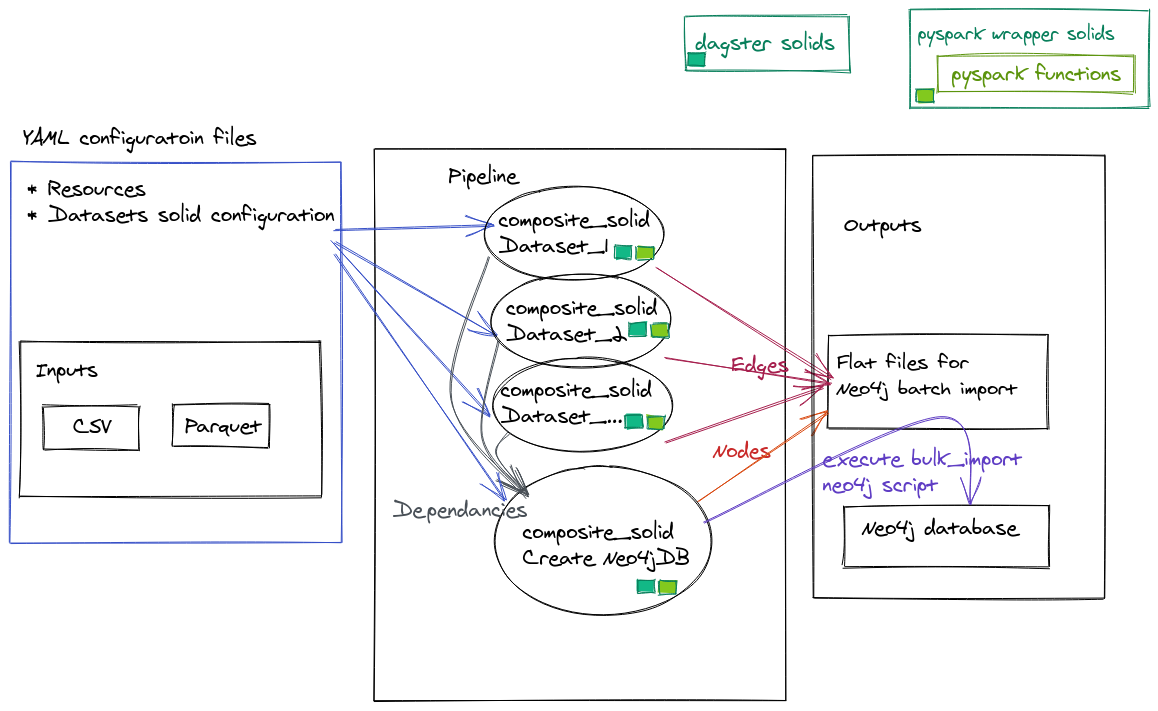 dagster solids
pyspark wrapper solids
pyspark functions
YAML configuratoin files
* Resources
* Datasets solid configuration
Inputs
CSV
Parquet
Pipeline
composite_solid
Dataset_1
composite_solid
Dataset_2
composite_solid
Dataset_...
Dependancies
composite_solid
Create Neo4jDB
Edges
Nodes
Outputs
Flat files for
Neo4j batch import
execute bulk_import
neo4j script
Neo4j database